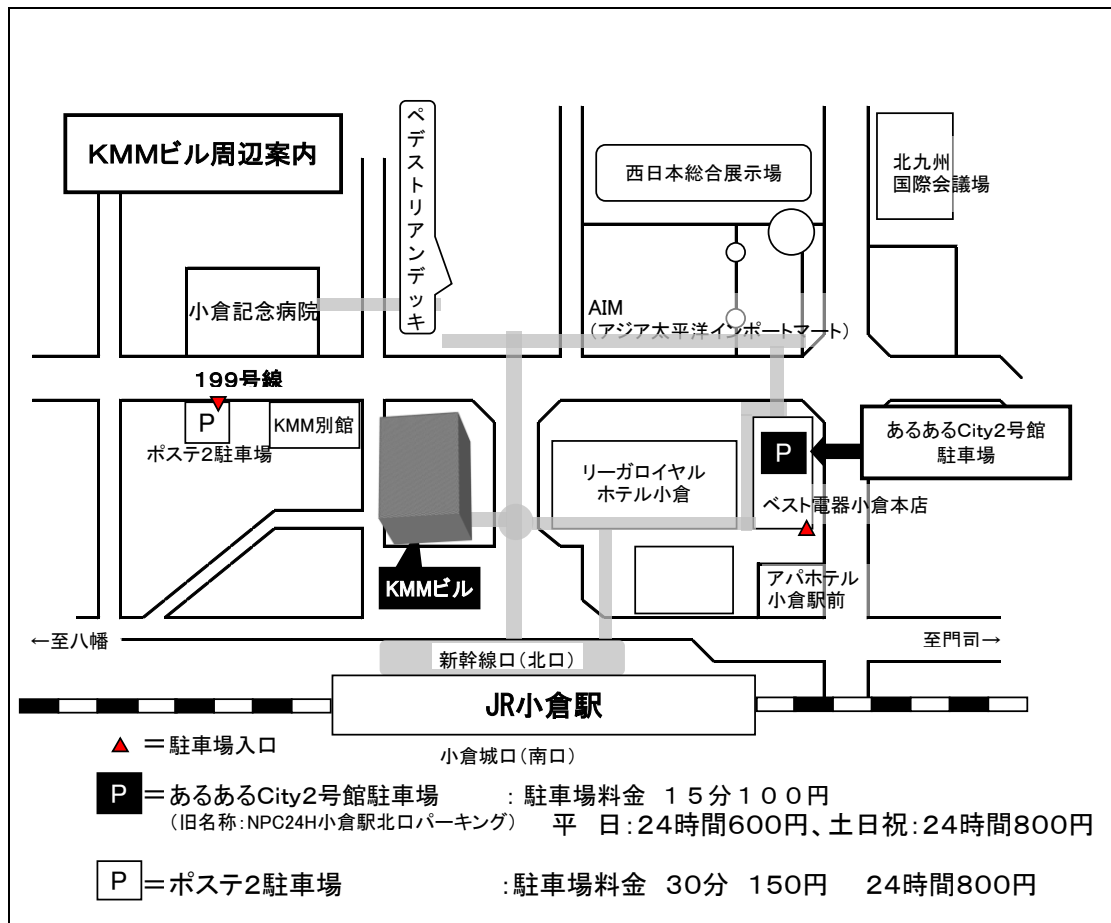 KMMビル周辺案内
ペデストリアンデッキ
西日本総合展示場
北九州
国際会議場
小倉記念病院
AIM
(アジア太平洋インポートマート)
199号線
P
ポステ2駐車場
KMM別館
リーガロイヤル
ホテル小倉
P
あるあるCity2号館
駐車場
ベスト電器小倉本店
KMMビル
アパホテル
小倉駅前
←至八幡
至門司→
新幹線口(北口)
JR小倉駅
小倉城口(南口)
▲=駐車場入口
P=あるあるCity2号館駐車場 :駐車場料金 15分100円
(旧名称:NPC24H小倉駅北口パーキング) 平 日:24時間600円、土日祝:24時間800円
P=ポステ2駐車場 :駐車場料金 30分 150円 24時間800円